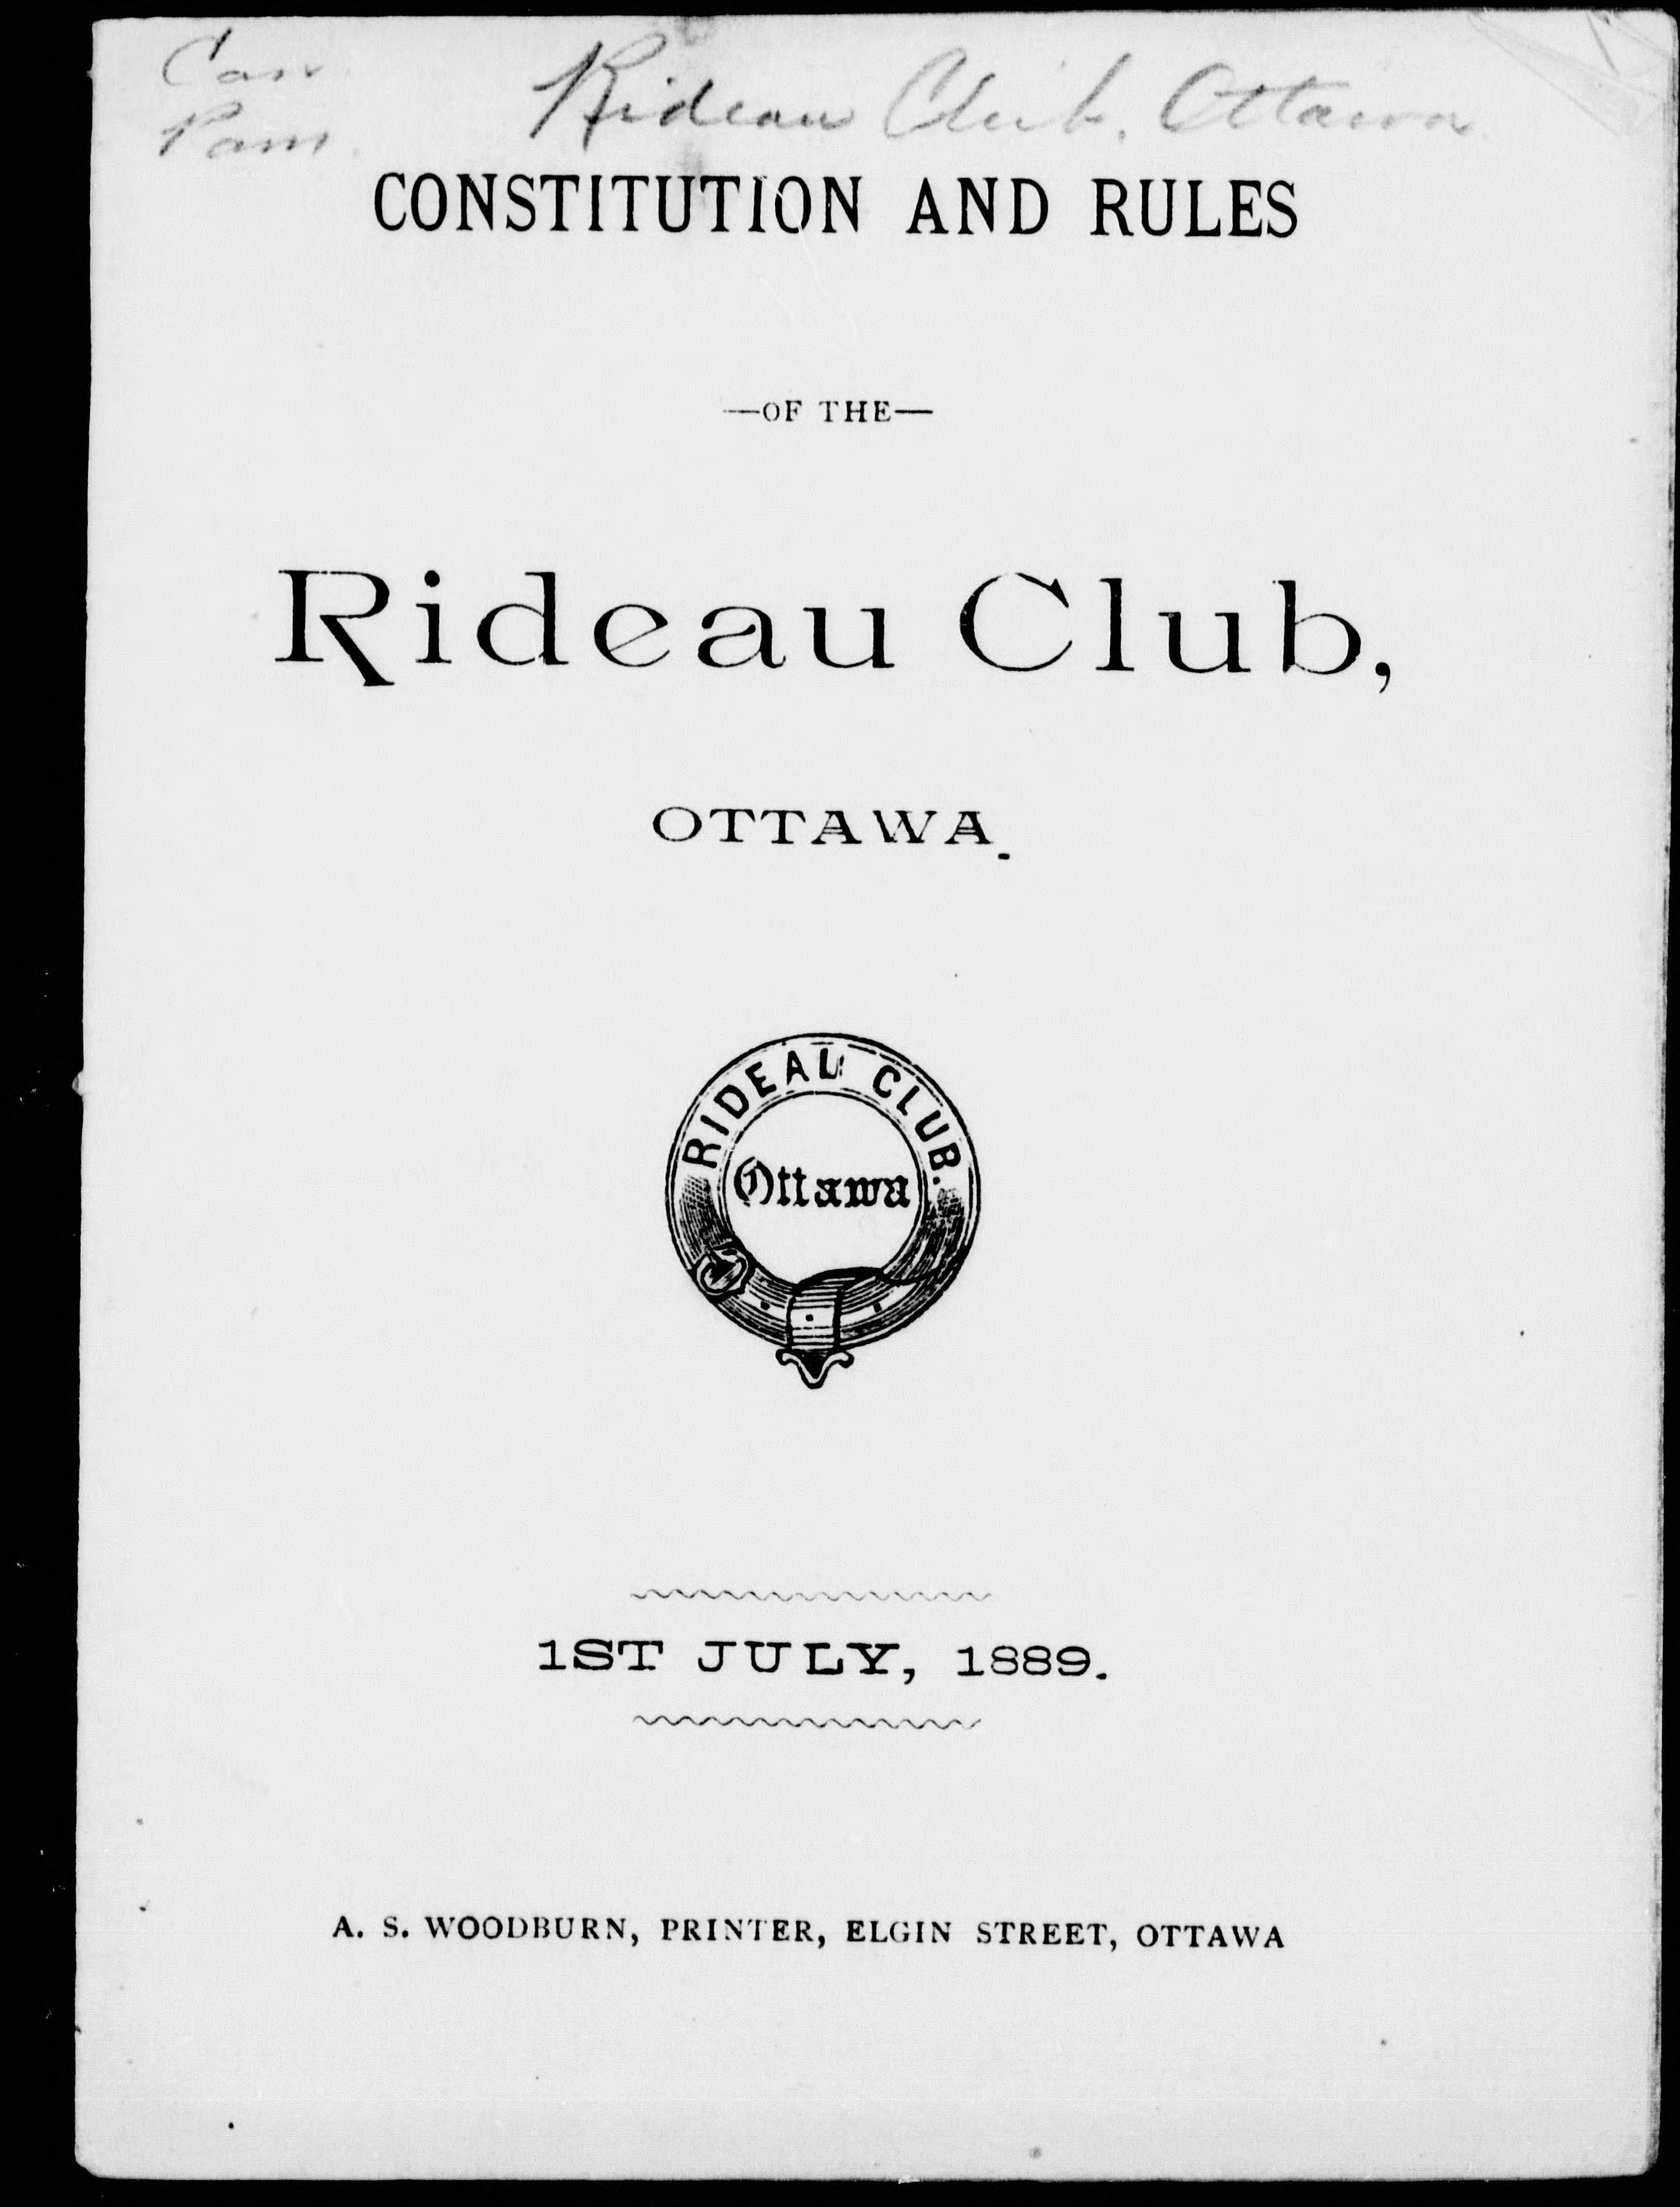 Can
Pam.
Rideau Club, Ottawa
CONSTITUTION AND RULES
—OF THE—
Rideau Club,
OTTAWA.
RIDEAU CLUB.
Ottawa
1ST JULY, 1889.
A. S. WOODBURN, PRINTER, ELGIN STREET, OTTAWA